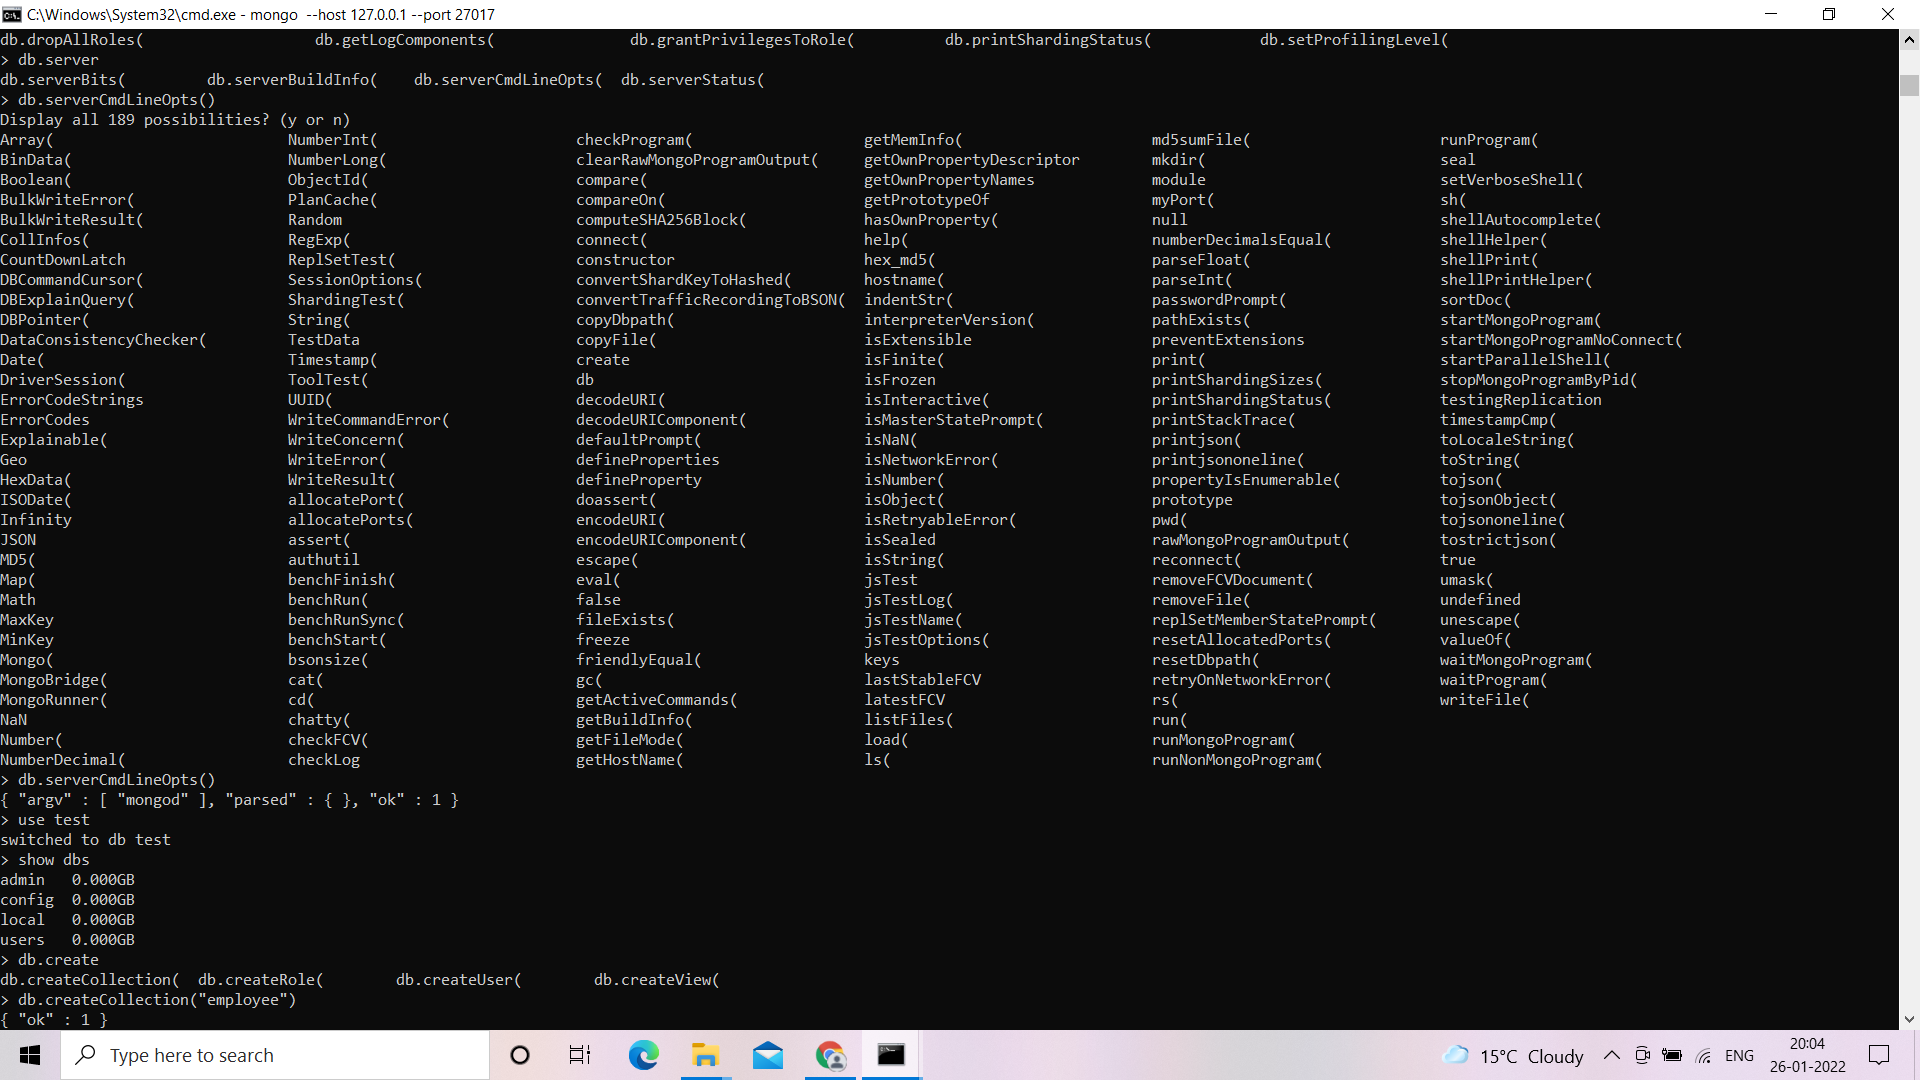 C:\Windows\System32\cmd.exe - mongo  --host 127.0.0.1 --port 27017
db.dropAllRoles( db.getLogComponents( db.grantPrivilegesToRole( db.printShardingStatus( db.setProfilingLevel(
> db.server
db.serverBits( db.serverBuildInfo( db.serverCmdLineOpts( db.serverStatus(
> db.serverCmdLineOpts()
Display all 189 possibilities? (y or n)
Array( NumberInt( checkProgram( getMemInfo( md5sumFile( runProgram(
BinData( NumberLong( clearRawMongoProgramOutput( getOwnPropertyDescriptor mkdir( seal
Boolean( ObjectId( compare( getOwnPropertyNames module setVerboseShell(
BulkWriteError( PlanCache( compareOn( getPrototypeOf myPort( sh(
BulkWriteResult( Random computeSHA256Block( hasOwnProperty( null shellAutocomplete(
CollInfos( RegExp( connect( help( numberDecimalsEqual( shellHelper(
CountDownLatch ReplSetTest( constructor hex_md5( parseFloat( shellPrint(
DBCommandCursor( SessionOptions( convertShardKeyToHashed( hostname( parseInt( shellPrintHelper(
DBExplainQuery( ShardingTest( convertTrafficRecordingToBSON( indentStr( passwordPrompt( sortDoc(
DBPointer( String( copyDbpath( interpreterVersion( pathExists( startMongoProgram(
DataConsistencyChecker( TestData copyFile( isExtensible preventExtensions startMongoProgramNoConnect(
Date( Timestamp( create isFinite( print( startParallelShell(
DriverSession( ToolTest( db isFrozen printShardingSizes( stopMongoProgramByPid(
ErrorCodeStrings UUID( decodeURI( isInteractive( printShardingStatus( testingReplication
ErrorCodes WriteCommandError( decodeURIComponent( isMasterStatePrompt( printStackTrace( timestampCmp(
Explainable( WriteConcern( defaultPrompt( isNaN( printjson( toLocaleString(
Geo WriteError( defineProperties isNetworkError( printjsononeline( toString(
HexData( WriteResult( defineProperty isNumber( propertyIsEnumerable( tojson(
ISODate( allocatePort( doassert( isObject( prototype tojsonObject(
Infinity allocatePorts( encodeURI( isRetryableError( pwd( tojsononeline(
JSON assert( encodeURIComponent( isSealed rawMongoProgramOutput( tostrictjson(
MD5( authutil escape( isString( reconnect( true
Map( benchFinish( eval( jsTest removeFCVDocument( umask(
Math benchRun( false jsTestLog( removeFile( undefined
MaxKey benchRunSync( fileExists( jsTestName( replSetMemberStatePrompt( unescape(
MinKey benchStart( freeze jsTestOptions( resetAllocatedPorts( valueOf(
Mongo( bsonsize( friendlyEqual( keys resetDbpath( waitMongoProgram(
MongoBridge( cat( gc( lastStableFCV retryOnNetworkError( waitProgram(
MongoRunner( cd( getActiveCommands( latestFCV rs( writeFile(
NaN chatty( getBuildInfo( listFiles( run(
Number( checkFCV( getFileMode( load( runMongoProgram(
NumberDecimal( checkLog getHostName( ls( runNonMongoProgram(
> db.serverCmdLineOpts()
{ "argv" : [ "mongod" ], "parsed" : { }, "ok" : 1 }
> use test
switched to db test
> show dbs
admin   0.000GB
config  0.000GB
local   0.000GB
users   0.000GB
> db.create
db.createCollection( db.createRole( db.createUser( db.createView(
> db.createCollection("employee")
{ "ok" : 1 }
Type here to search
15°C Cloudy
ENG
20:04
26-01-2022